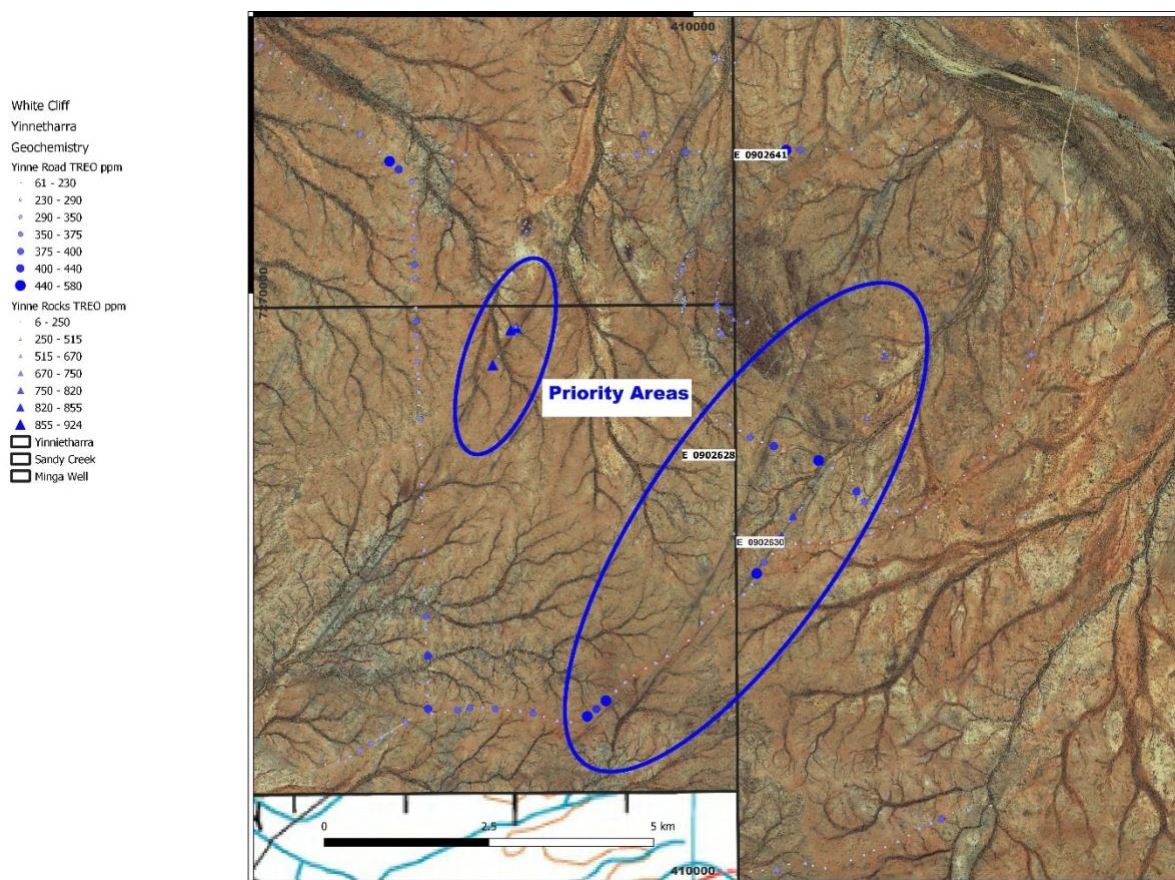 White Cliff
Yinnetharra
Geochemistry
Yinne Road TREO ppm
61 - 230
230 - 290
290 - 350
350 - 375
375 - 400
400 - 440
440 - 580
Yinne Rocks TREO ppm
6 - 250
250 - 515
515 - 670
670 - 750
750 - 820
820 - 855
855 - 924
Yinnietharra
Sandy Creek
Minga Well
410000
E 0902641
Priority Areas
E 0902628
E 0902630
0 2.5 5 km
410000